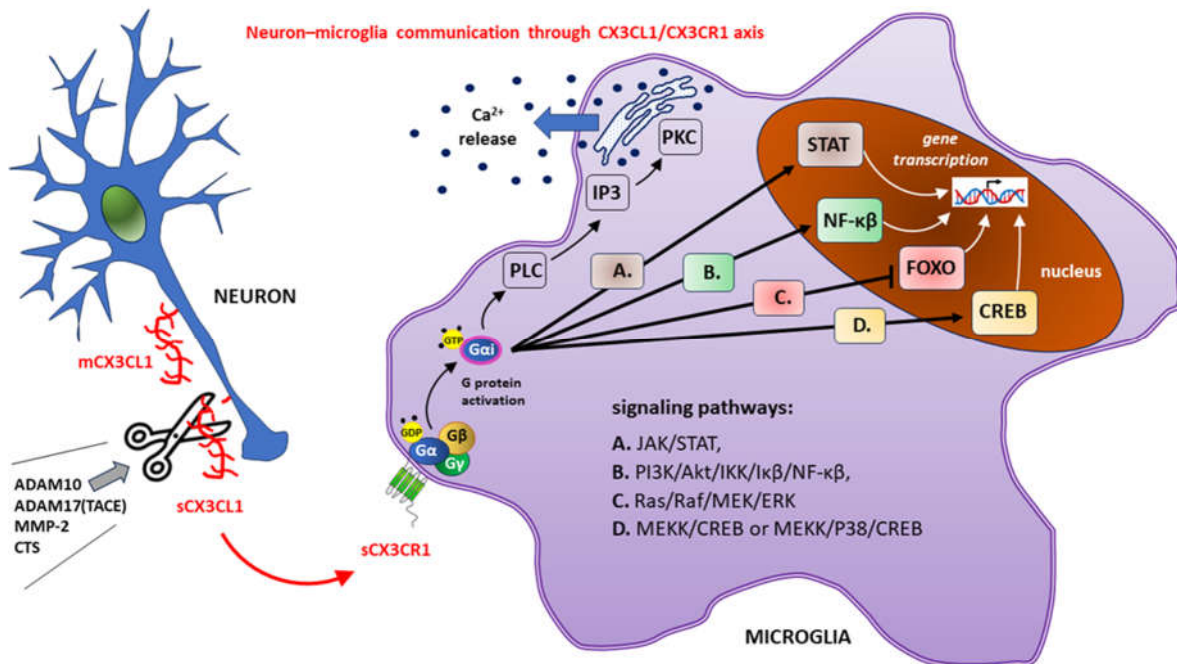 Neuron–microglia communication through CX3CL1/CX3CR1 axis
Ca²⁺
release
PKC
IP3
PLC
STAT
gene
transcription
NF-κβ
FOXO
nucleus
CREB
A.
B.
C.
D.
NEURON
mCX3CL1
GTP
Gαi
G protein
activation
GDP
Gα
Gβ
Gγ
ADAM10
ADAM17(TACE)
MMP-2
CTS
sCX3CL1
sCX3CR1
signaling pathways:
A. JAK/STAT,
B. PI3K/Akt/IKK/Iκβ/NF-κβ,
C. Ras/Raf/MEK/ERK
D. MEKK/CREB or MEKK/P38/CREB
MICROGLIA